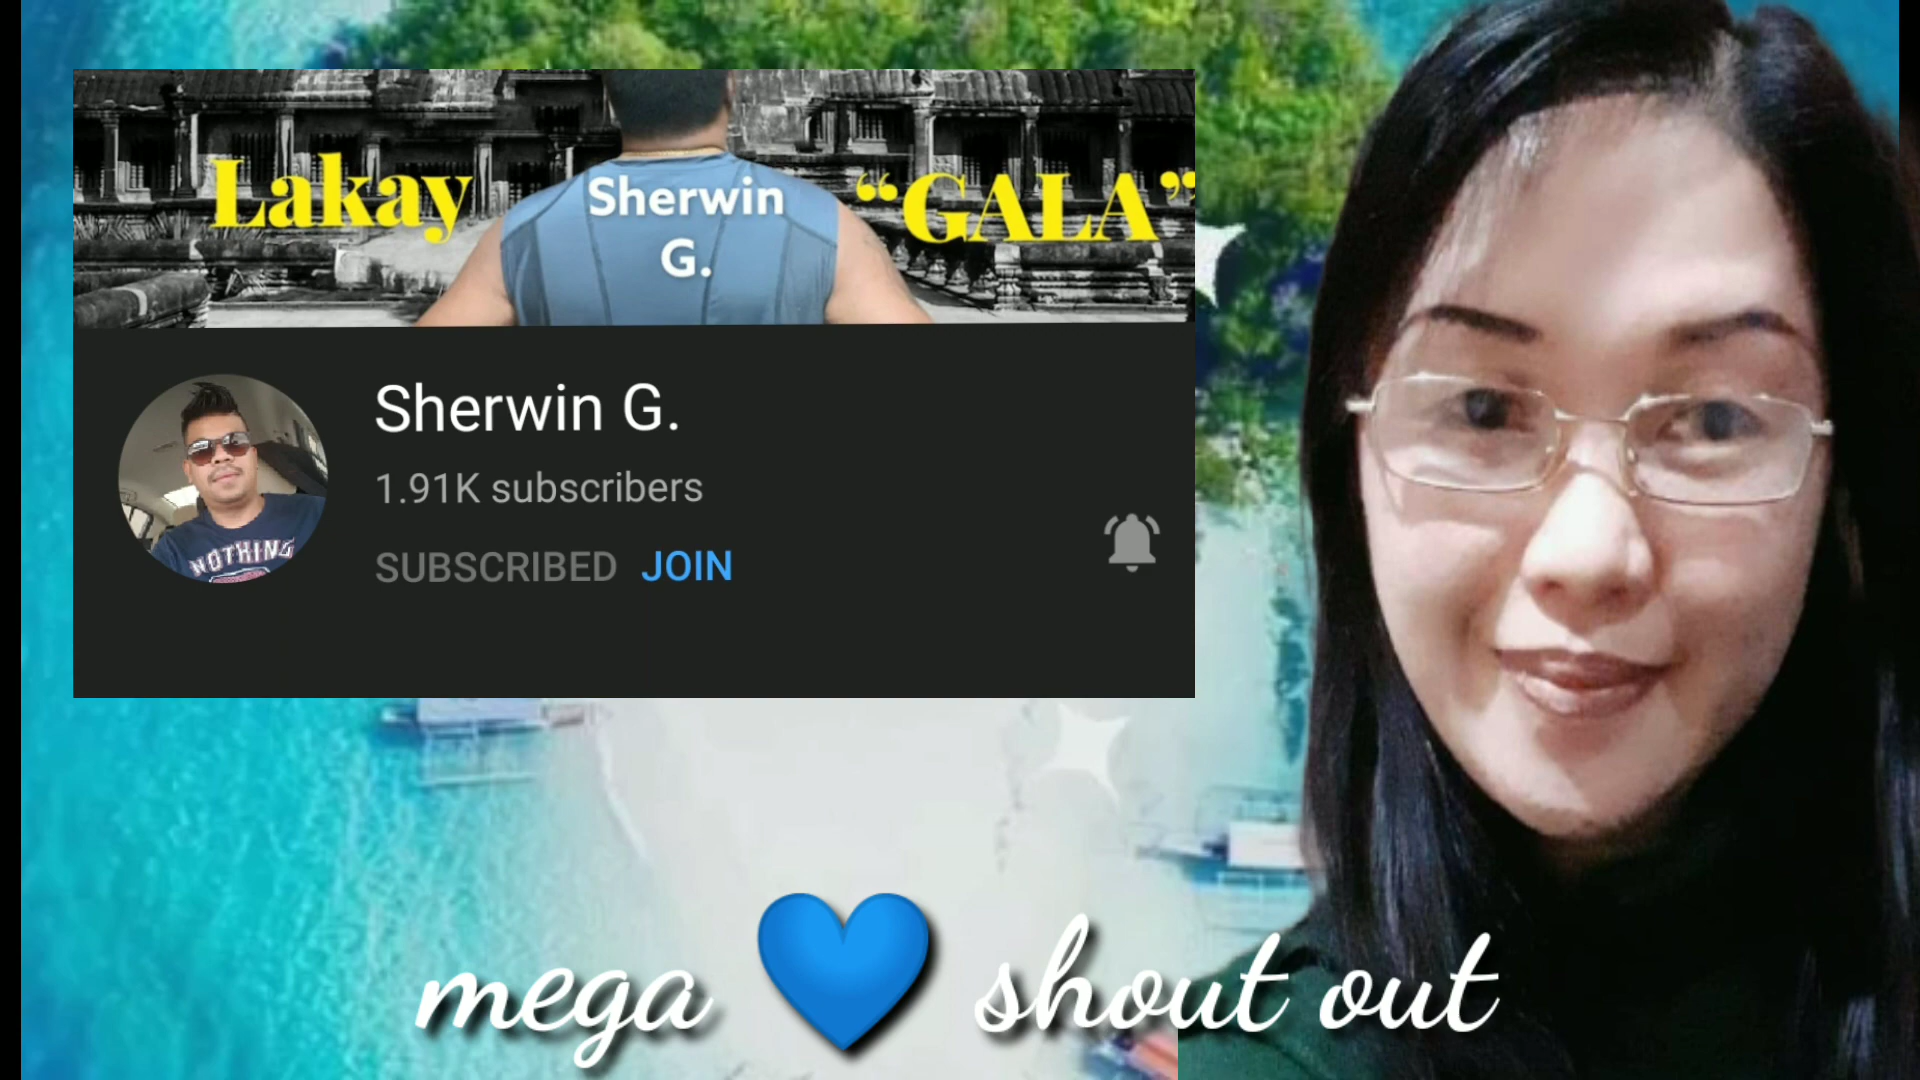 Lakay Sherwin G. “GALA”
Sherwin G.
1.91K subscribers
SUBSCRIBED JOIN
NOTHING
mega 💙 shout out